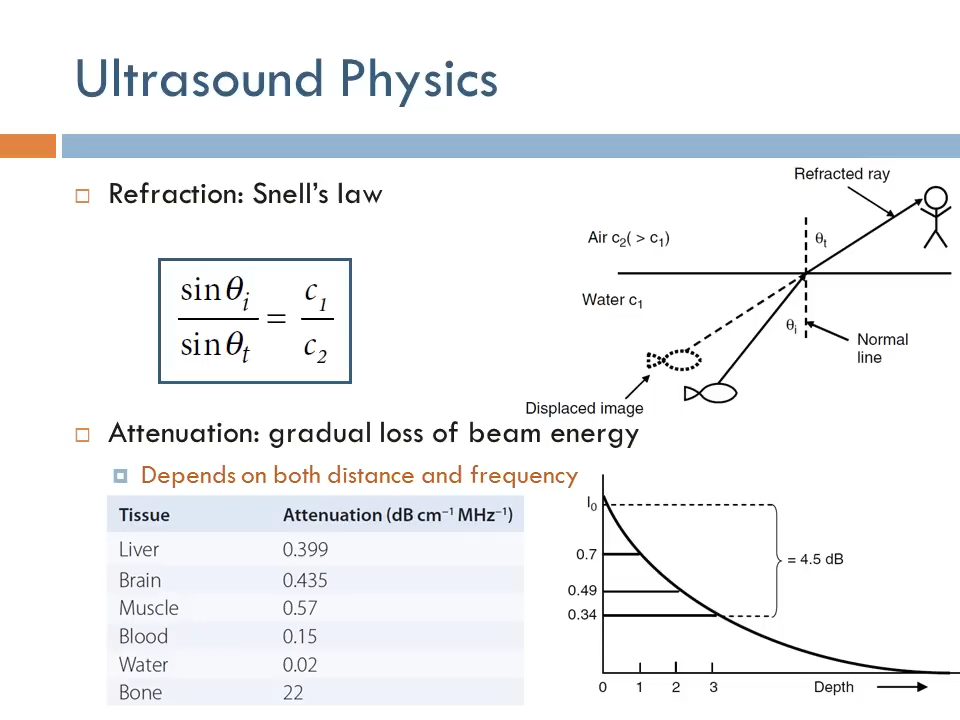 Ultrasound Physics
Refraction: Snell's law
sin θi / sin θt = c1 / c2
Refracted ray
Air c2( > c1)
θt
Water c1
θi
Normal
line
Displaced image
Attenuation: gradual loss of beam energy
Depends on both distance and frequency
Tissue Attenuation (dB cm⁻¹ MHz⁻¹)
Liver 0.399
Brain 0.435
Muscle 0.57
Blood 0.15
Water 0.02
Bone 22
I0
0.7
0.49
0.34
= 4.5 dB
0 1 2 3 Depth